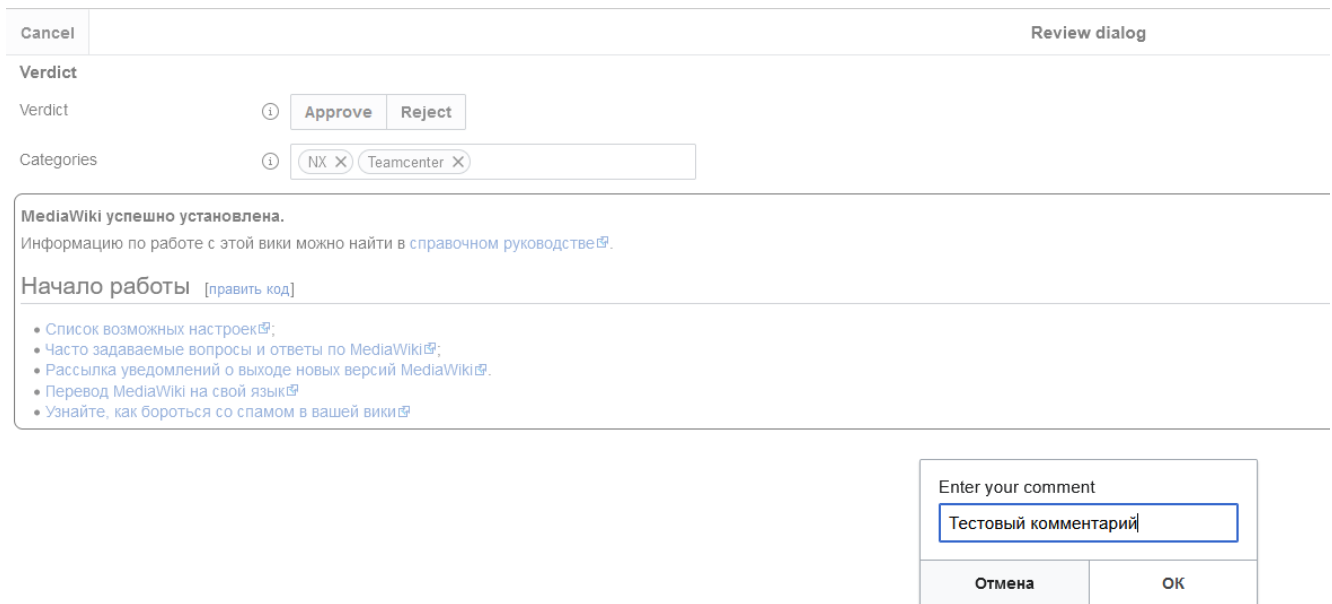 Cancel Review dialog
Verdict
Verdict Approve Reject
Categories NX Teamcenter
MediaWiki успешно установлена.
Информацию по работе с этой вики можно найти в справочном руководстве.
Начало работы [править код]
• Список возможных настроек;
• Часто задаваемые вопросы и ответы по MediaWiki;
• Рассылка уведомлений о выходе новых версий MediaWiki.
• Перевод MediaWiki на свой язык
• Узнайте, как бороться со спамом в вашей вики
Enter your comment
Тестовый комментарий
Отмена ОК